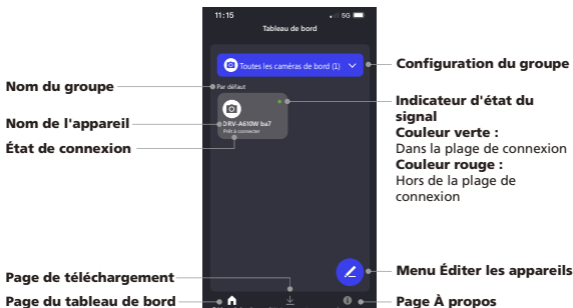 11:15
5G
Tableau de bord
Toutes les caméras de bord (1)
Configuration du groupe
Nom du groupe
Par défaut
Indicateur d'état du
signal
Couleur verte :
Dans la plage de connexion
Couleur rouge :
Hors de la plage de
connexion
Nom de l'appareil
DRV-A610W ba7
État de connexion
Prêt à connecter
Menu Éditer les appareils
Page de téléchargement
Page du tableau de bord
Page À propos